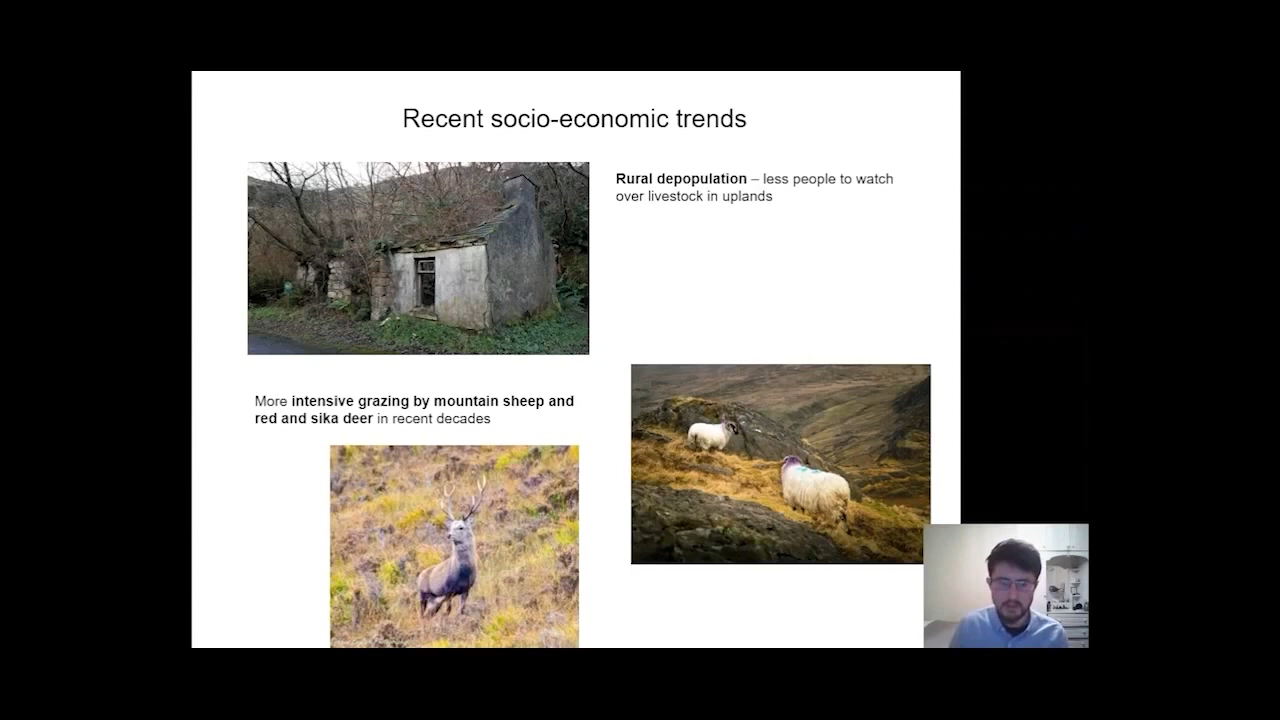 Recent socio-economic trends
Rural depopulation – less people to watch
over livestock in uplands
More intensive grazing by mountain sheep and
red and sika deer in recent decades